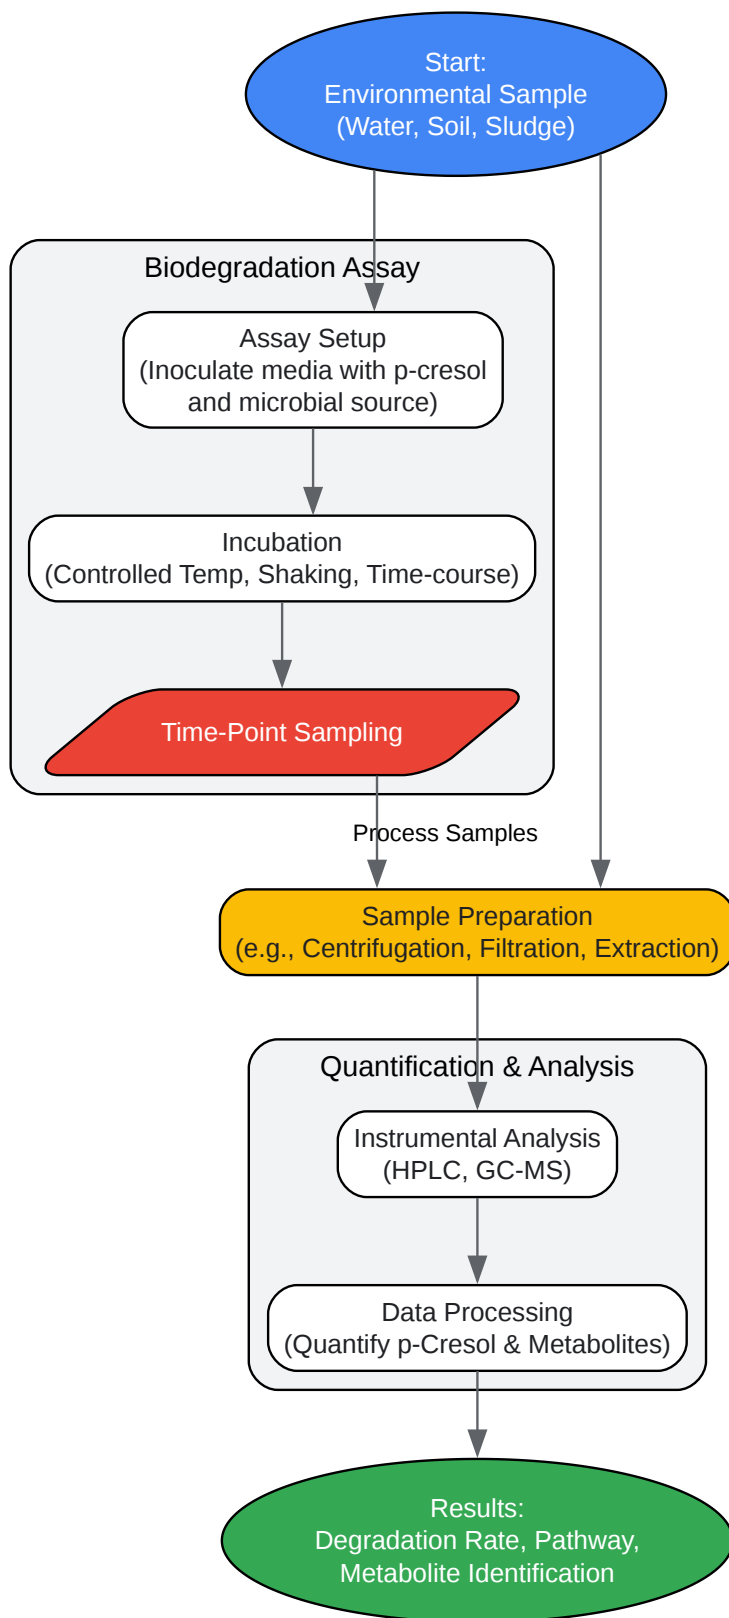 Start:
Environmental Sample
(Water, Soil, Sludge)
Biodegradation Assay
Assay Setup
(Inoculate media with p-cresol
and microbial source)
Incubation
(Controlled Temp, Shaking, Time-course)
Time-Point Sampling
Process Samples
Sample Preparation
(e.g., Centrifugation, Filtration, Extraction)
Quantification & Analysis
Instrumental Analysis
(HPLC, GC-MS)
Data Processing
(Quantify p-Cresol & Metabolites)
Results:
Degradation Rate, Pathway,
Metabolite Identification